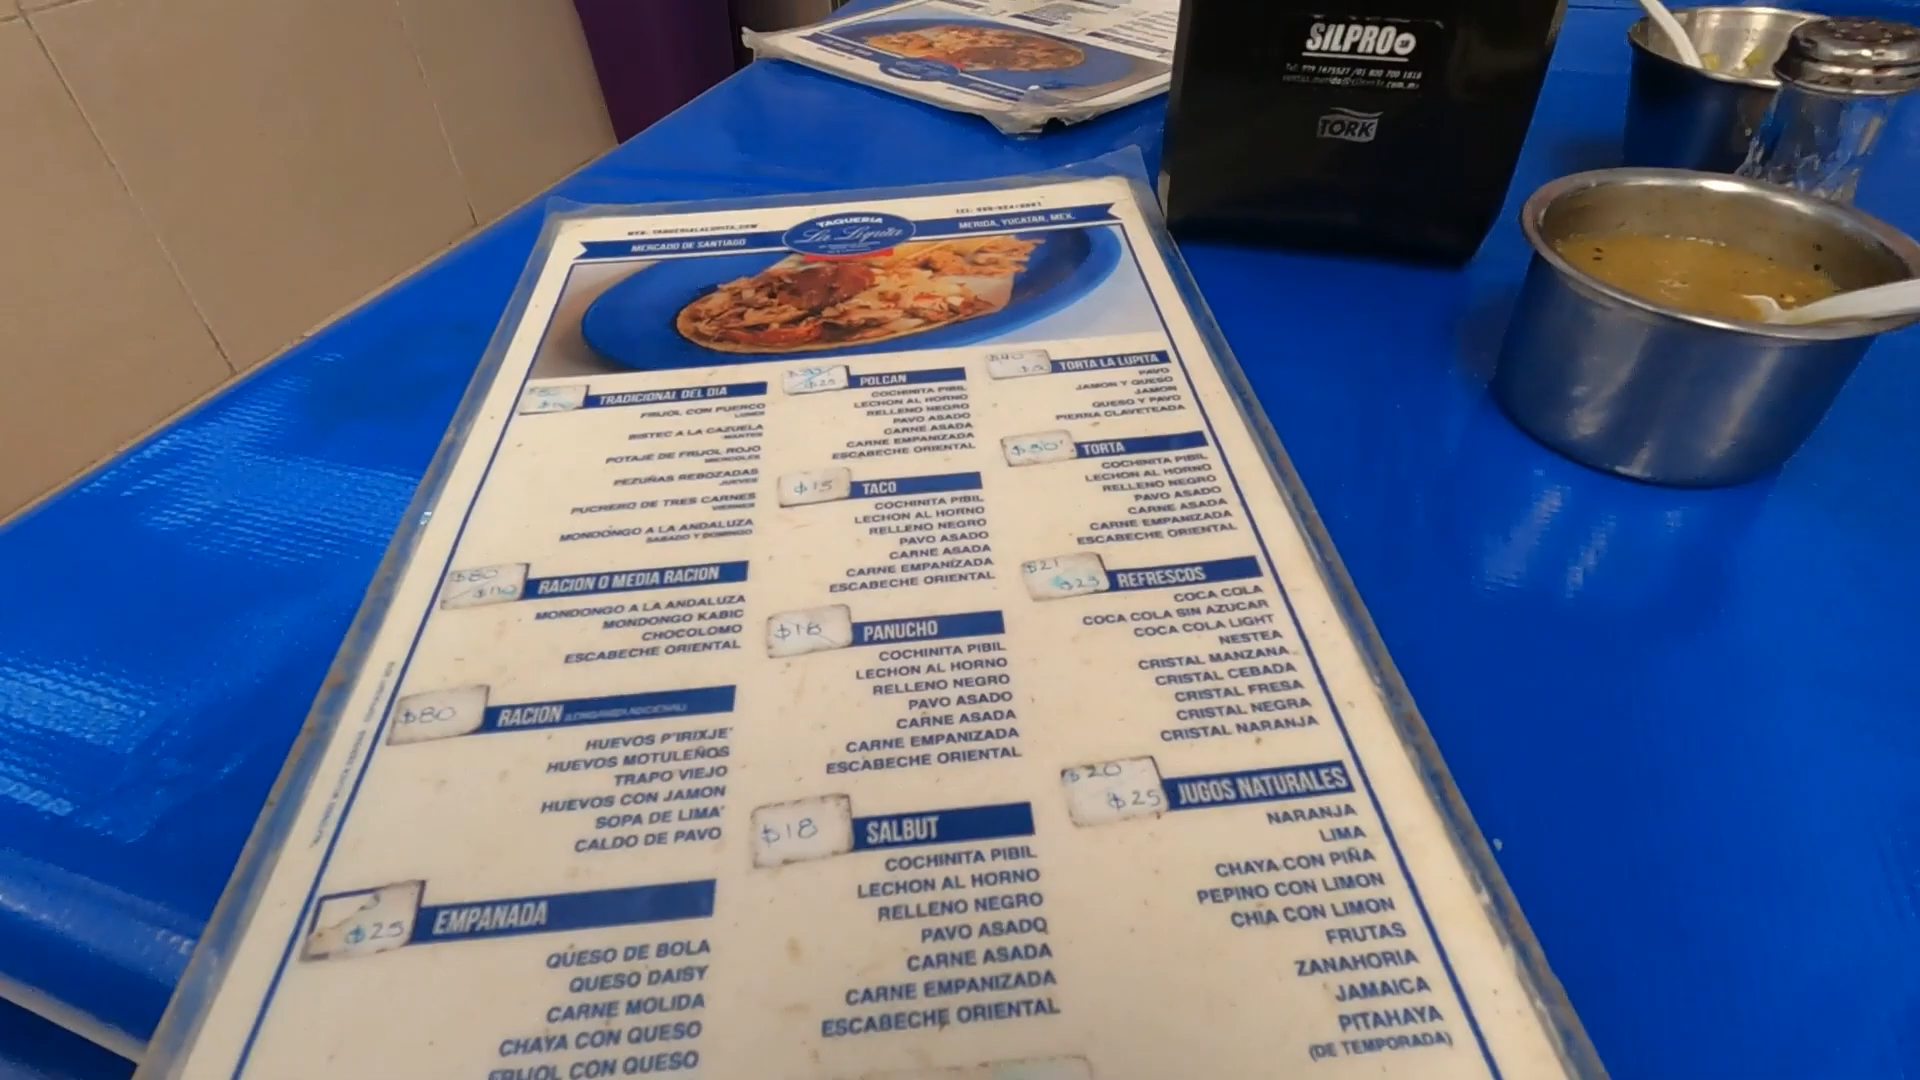 SILPRO
TORK
TAQUERIA
La Lupita
MERCADO DE SANTIAGO
MERIDA, YUCATAN, MEX.
TRADICIONAL DEL DIA
FRIJOL CON PUERCO
LUNES
BISTEC A LA CAZUELA
MARTES
POTAJE DE FRIJOL ROJO
MIERCOLES
PEZUÑAS REBOZADAS
JUEVES
PUCHERO DE TRES CARNES
VIERNES
MONDONGO A LA ANDALUZA
SABADO Y DOMINGO
$80
$110
RACION O MEDIA RACION
MONDONGO A LA ANDALUZA
MONDONGO KABIC
CHOCOLOMO
ESCABECHE ORIENTAL
$80
RACION
HUEVOS P'IRIXJE'
HUEVOS MOTULEÑOS
TRAPO VIEJO
HUEVOS CON JAMON
SOPA DE LIMA'
CALDO DE PAVO
$25
EMPANADA
QUESO DE BOLA
QUESO DAISY
CARNE MOLIDA
CHAYA CON QUESO
FRIJOL CON QUESO
$25
POLCAN
COCHINITA PIBIL
LECHON AL HORNO
RELLENO NEGRO
PAVO ASADO
CARNE ASADA
CARNE EMPANIZADA
ESCABECHE ORIENTAL
$15
TACO
COCHINITA PIBIL
LECHON AL HORNO
RELLENO NEGRO
PAVO ASADO
CARNE ASADA
CARNE EMPANIZADA
ESCABECHE ORIENTAL
$18
PANUCHO
COCHINITA PIBIL
LECHON AL HORNO
RELLENO NEGRO
PAVO ASADO
CARNE ASADA
CARNE EMPANIZADA
ESCABECHE ORIENTAL
$18
SALBUT
COCHINITA PIBIL
LECHON AL HORNO
RELLENO NEGRO
PAVO ASADO
CARNE ASADA
CARNE EMPANIZADA
ESCABECHE ORIENTAL
$40
TORTA LA LUPITA
PAVO
JAMON Y QUESO
JAMON
QUESO Y PAVO
PIERNA CLAVETEADA
$30
TORTA
COCHINITA PIBIL
LECHON AL HORNO
RELLENO NEGRO
PAVO ASADO
CARNE ASADA
CARNE EMPANIZADA
ESCABECHE ORIENTAL
$21
$25
REFRESCOS
COCA COLA
COCA COLA SIN AZUCAR
COCA COLA LIGHT
NESTEA
CRISTAL MANZANA
CRISTAL CEBADA
CRISTAL FRESA
CRISTAL NEGRA
CRISTAL NARANJA
$20
$25
JUGOS NATURALES
NARANJA
LIMA
CHAYA CON PIÑA
PEPINO CON LIMON
CHIA CON LIMON
FRUTAS
ZANAHORIA
JAMAICA
PITAHAYA
(DE TEMPORADA)